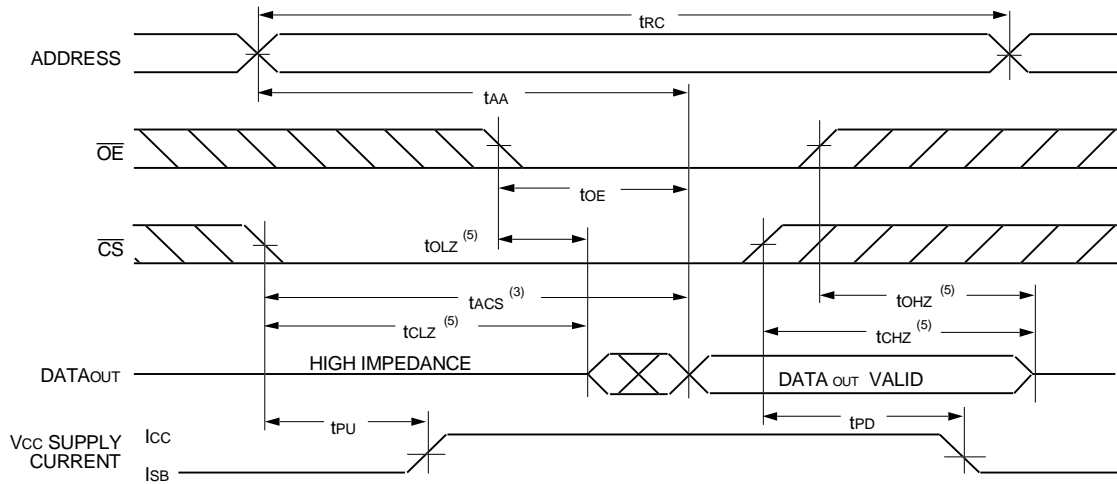 tRC
ADDRESS
tAA
OE
tOE
CS
tOLZ (5)
tACS (3)
tOHZ (5)
tCLZ (5)
tCHZ (5)
HIGH IMPEDANCE
DATAOUT
DATA OUT VALID
tPU
tPD
VCC SUPPLY
CURRENT
ICC
ISB